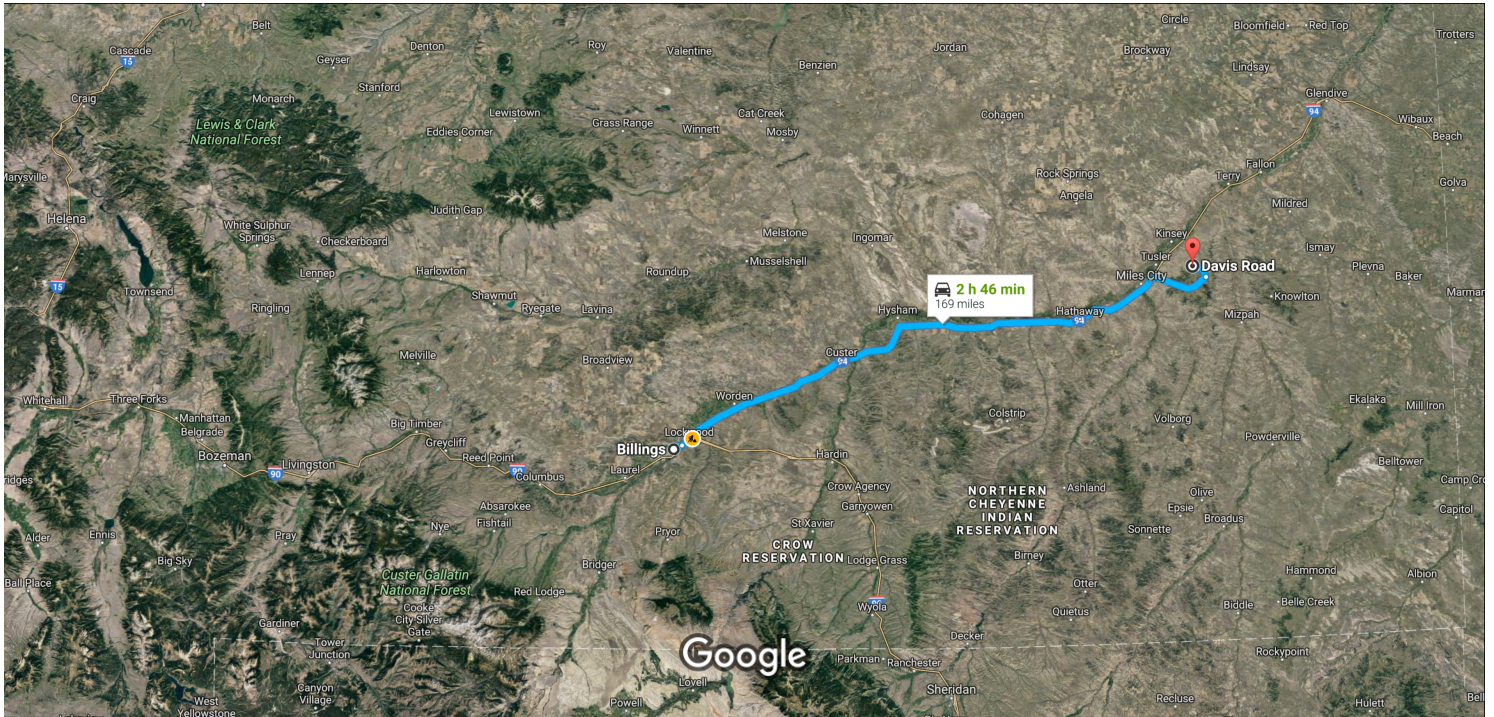 Belt
Circle
Bloomfield
Red Top
Trotters
Cascade
15
Geyser
Denton
Roy
Valentine
Benzien
Jordan
Brockway
Lindsay
Craig
Monarch
Stanford
Lewistown
Cat Creek
Glendive
94
Lewis & Clark
National Forest
Eddies Corner
Grass Range
Winnett
Mosby
Cohagen
Wibaux
Beach
Marysville
Rock Springs
Angela
Fallon
Terry
Golva
Helena
White Sulphur
Springs
Checkerboard
Judith Gap
Melstone
Ingomar
Kinsey
Mildred
Ismay
Musselshell
Tusler
Davis Road
Plevna
Baker
15
Townsend
Lennep
Harlowton
Roundup
Miles City
Knowlton
Ringling
Shawmut
Ryegate
Lavina
2 h 46 min
169 miles
Hysham
Hathaway
94
Mizpah
Melville
Broadview
Custer
94
Whitehall
Three Forks
Manhattan
Belgrade
Big Timber
Worden
Colstrip
Volborg
Ekalaka
Mill Iron
Bozeman
90
Livingston
Greycliff
Reed Point
90
Columbus
Laurel
Billings
Hardin
Powderville
Belltower
Absarokee
Fishtail
Nye
Crow Agency
Garryowen
NORTHERN
CHEYENNE
INDIAN
RESERVATION
Ashland
Olive
Epsie
Broadus
Capitol
Alder
Ennis
Pray
Pryor
St Xavier
Sonnette
Big Sky
CROW
RESERVATION
Lodge Grass
Birney
Ball Place
Custer Gallatin
National Forest
Bridger
Red Lodge
Hammond
Albion
Cooke
City Silver
Gate
Wyola
Otter
Quietus
Biddle
Belle Creek
Gardiner
Tower
Junction
Google
Decker
Parkman
Ranchester
Rockypoint
Lovell
Canyon
Village
West
Yellowstone
Powell
Sheridan
Recluse
Hulett